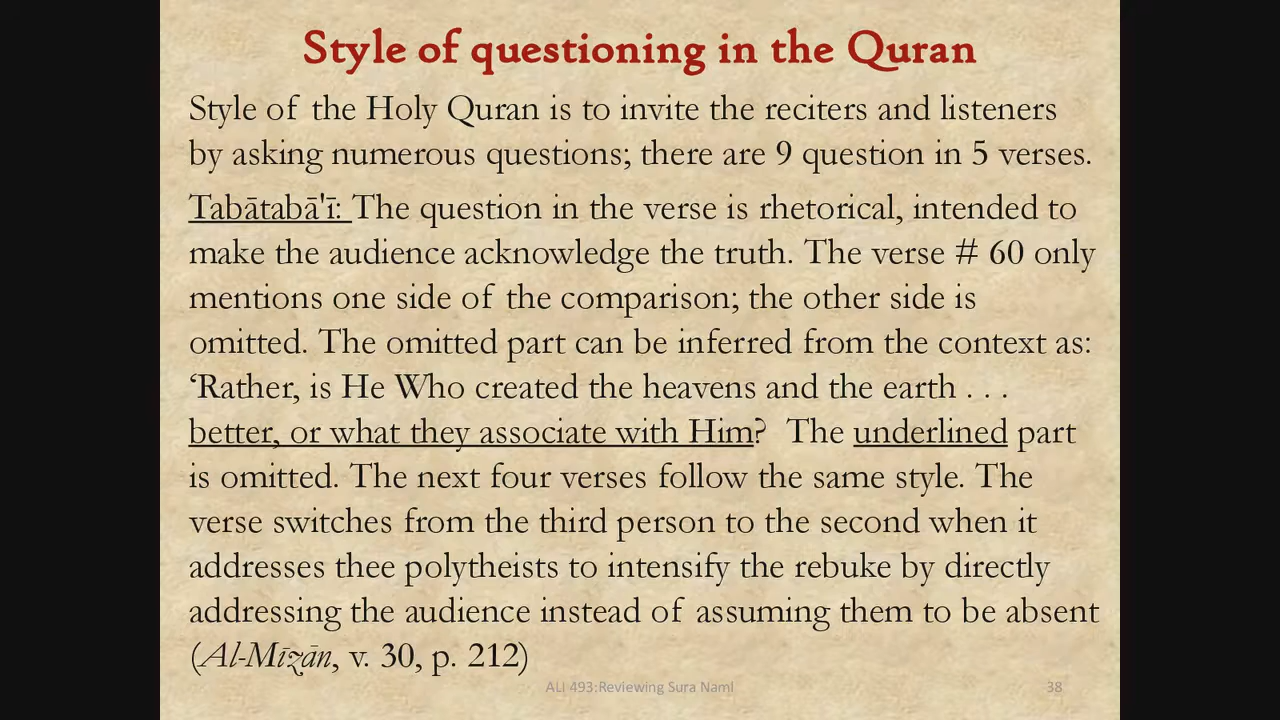 Style of questioning in the Quran
Style of the Holy Quran is to invite the reciters and listeners
by asking numerous questions; there are 9 question in 5 verses.
Tabātabā'ī: The question in the verse is rhetorical, intended to
make the audience acknowledge the truth. The verse # 60 only
mentions one side of the comparison; the other side is
omitted. The omitted part can be inferred from the context as:
‘Rather, is He Who created the heavens and the earth . . .
better, or what they associate with Him?  The underlined part
is omitted. The next four verses follow the same style. The
verse switches from the third person to the second when it
addresses thee polytheists to intensify the rebuke by directly
addressing the audience instead of assuming them to be absent
(Al-Mīzān, v. 30, p. 212)
ALI 493:Reviewing Sura Naml
38